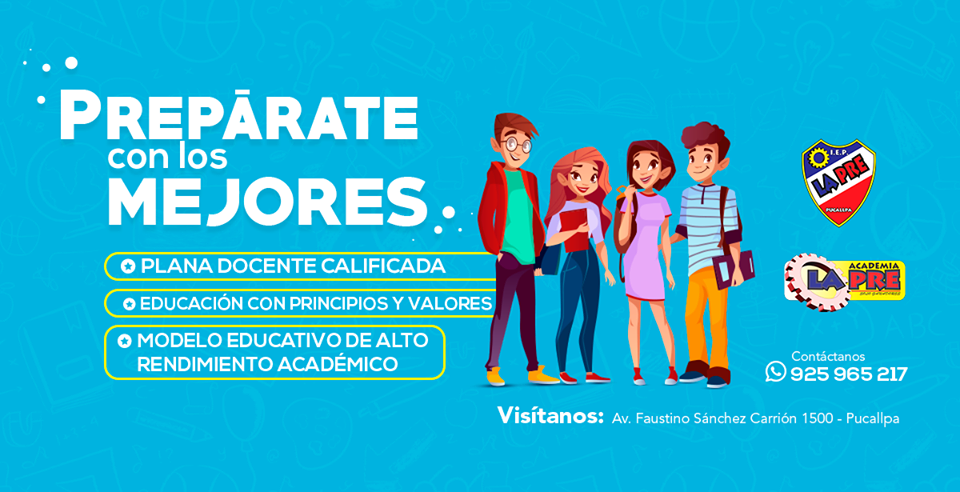 PREPÁRATE
con los
MEJORES
PLANA DOCENTE CALIFICADA
EDUCACIÓN CON PRINCIPIOS Y VALORES
MODELO EDUCATIVO DE ALTO
RENDIMIENTO ACADÉMICO
I.E.P.
LA PRE
PUCALLPA
ACADEMIA
LA PRE
Contáctanos
925 965 217
Visítanos: Av. Faustino Sánchez Carrión 1500 - Pucallpa